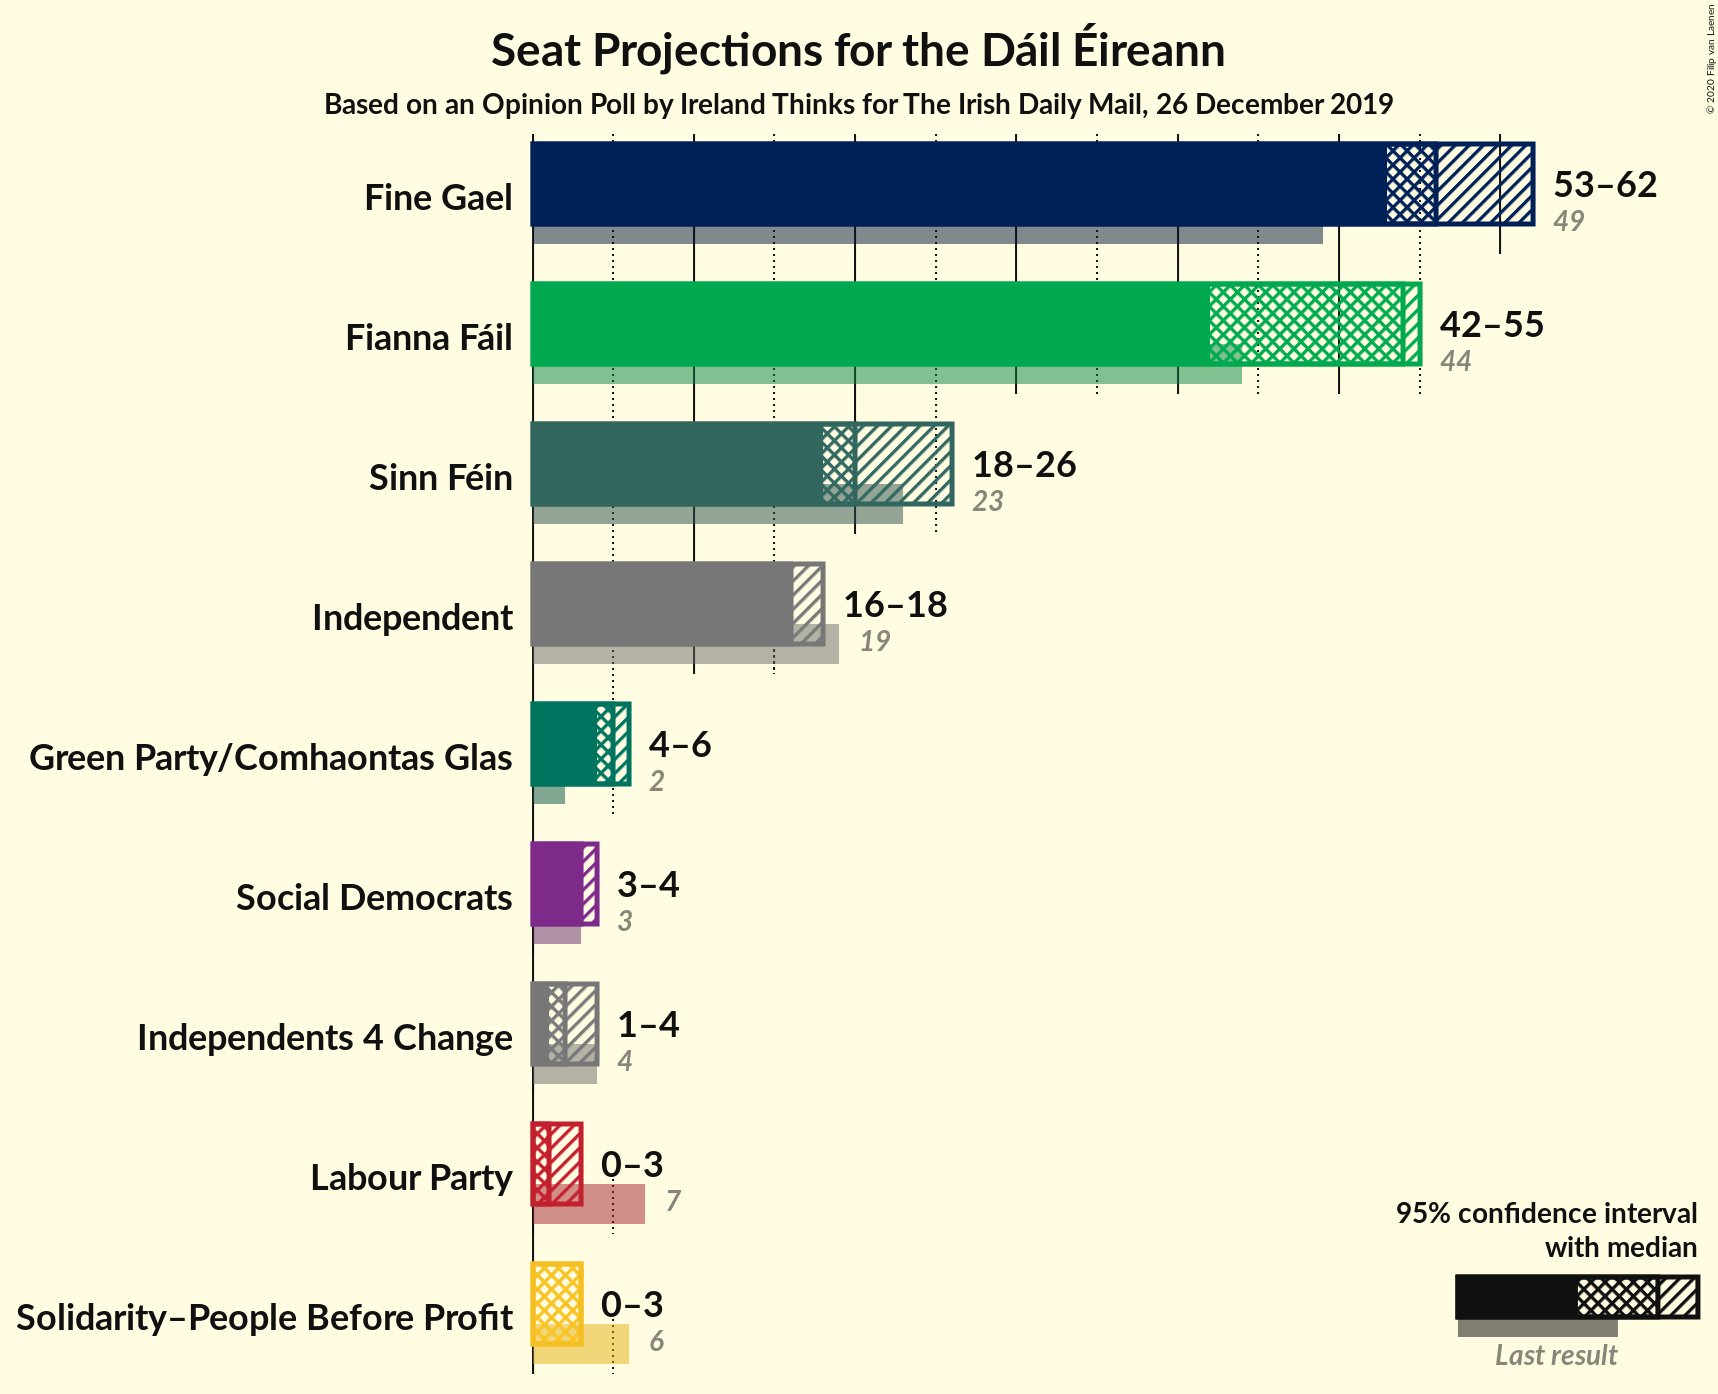 Seat Projections for the Dáil Éireann
Based on an Opinion Poll by Ireland Thinks for The Irish Daily Mail, 26 December 2019
© 2020 Filip van Laenen
Fine Gael
53–62
49
Fianna Fáil
42–55
44
Sinn Féin
18–26
23
Independent
16–18
19
Green Party/Comhaontas Glas
4–6
2
Social Democrats
3–4
3
Independents 4 Change
1–4
4
Labour Party
0–3
7
Solidarity–People Before Profit
0–3
6
95% confidence interval
with median
Last result